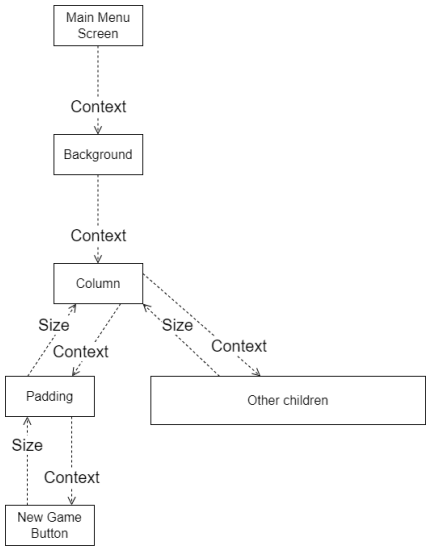 Main Menu
Screen
Context
Background
Context
Column
Size
Size
Context
Context
Padding
Other children
Size
Context
New Game
Button